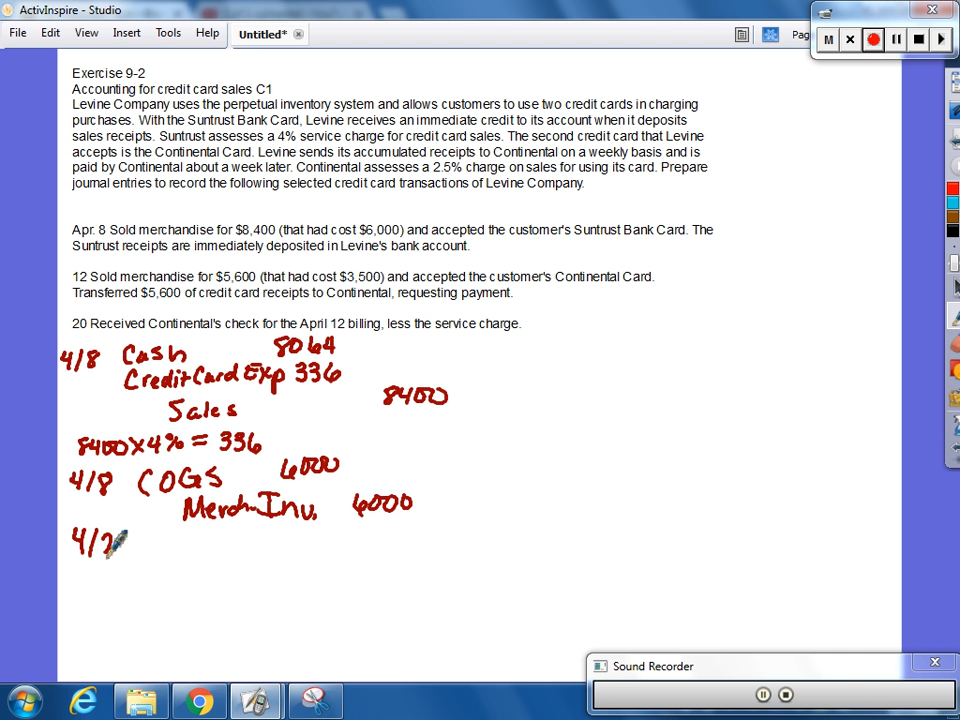 ActivInspire - Studio
File Edit View Insert Tools Help Untitled* Pag
M
Exercise 9-2
Accounting for credit card sales C1
Levine Company uses the perpetual inventory system and allows customers to use two credit cards in charging
purchases. With the Suntrust Bank Card, Levine receives an immediate credit to its account when it deposits
sales receipts. Suntrust assesses a 4% service charge for credit card sales. The second credit card that Levine
accepts is the Continental Card. Levine sends its accumulated receipts to Continental on a weekly basis and is
paid by Continental about a week later. Continental assesses a 2.5% charge on sales for using its card. Prepare
journal entries to record the following selected credit card transactions of Levine Company.
Apr. 8 Sold merchandise for $8,400 (that had cost $6,000) and accepted the customer's Suntrust Bank Card. The
Suntrust receipts are immediately deposited in Levine's bank account.
12 Sold merchandise for $5,600 (that had cost $3,500) and accepted the customer's Continental Card.
Transferred $5,600 of credit card receipts to Continental, requesting payment.
20 Received Continental's check for the April 12 billing, less the service charge.
4/8 Cash 8064
Credit Card Exp 336
Sales 8400
8400 x 4% = 336
4/8 COGS 6000
Merch. Inv. 6000
4/2
Sound Recorder